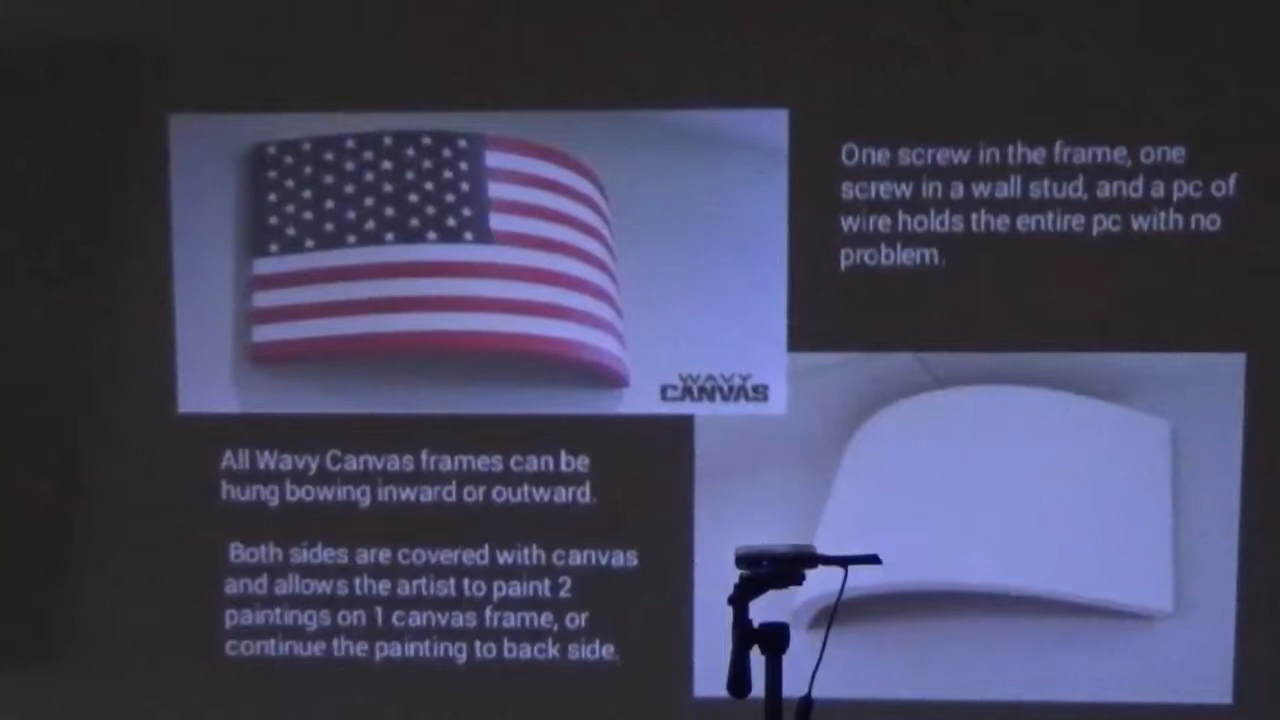 One screw in the frame, one
screw in a wall stud, and a pc of
wire holds the entire pc with no
problem.
WAVY
CANVAS
All Wavy Canvas frames can be
hung bowing inward or outward.
Both sides are covered with canvas
and allows the artist to paint 2
paintings on 1 canvas frame, or
continue the painting to back side.